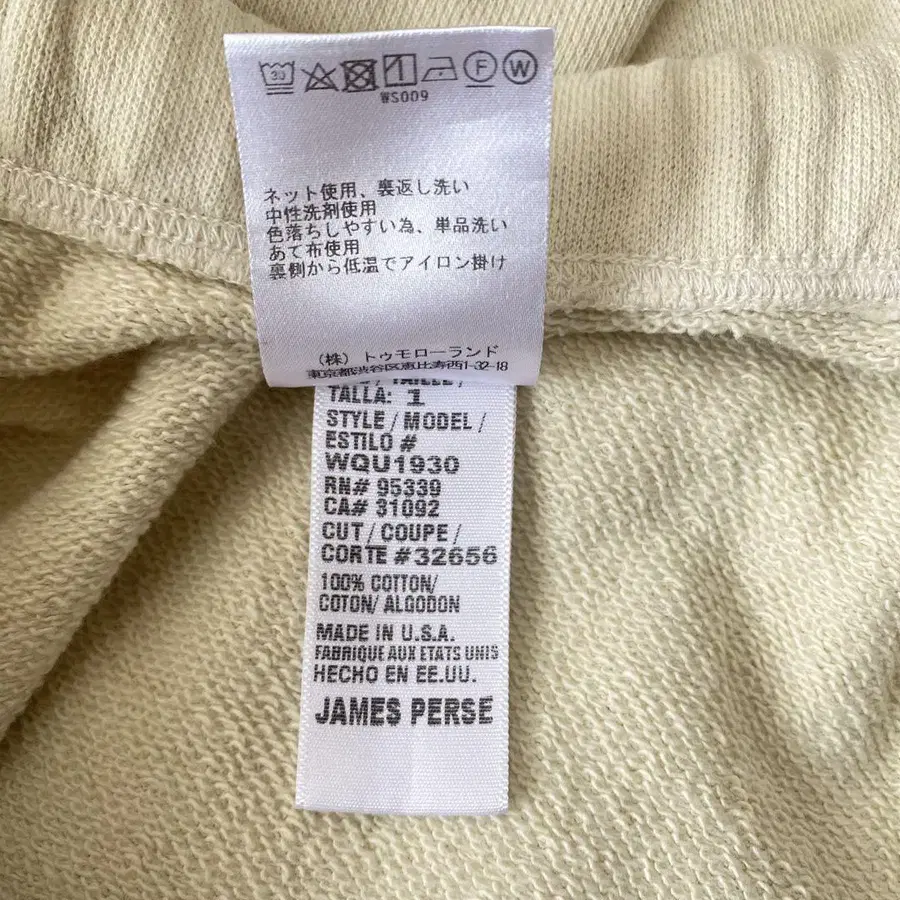 30 1 F W
WS009
ネット使用、裏返し洗い
中性洗剤使用
色落ちしやすい為、単品洗い
あて布使用
裏側から低温でアイロン掛け
（株）トゥモローランド
東京都渋谷区恵比寿西1-32-18
TALLA: 1
STYLE / MODEL /
ESTILO #
WQU1930
RN# 95339
CA# 31092
CUT / COUPE /
CORTE #32656
100% COTTON/
COTON/ ALGODON
MADE IN U.S.A.
FABRIQUE AUX ETATS UNIS
HECHO EN EE.UU.
JAMES PERSE